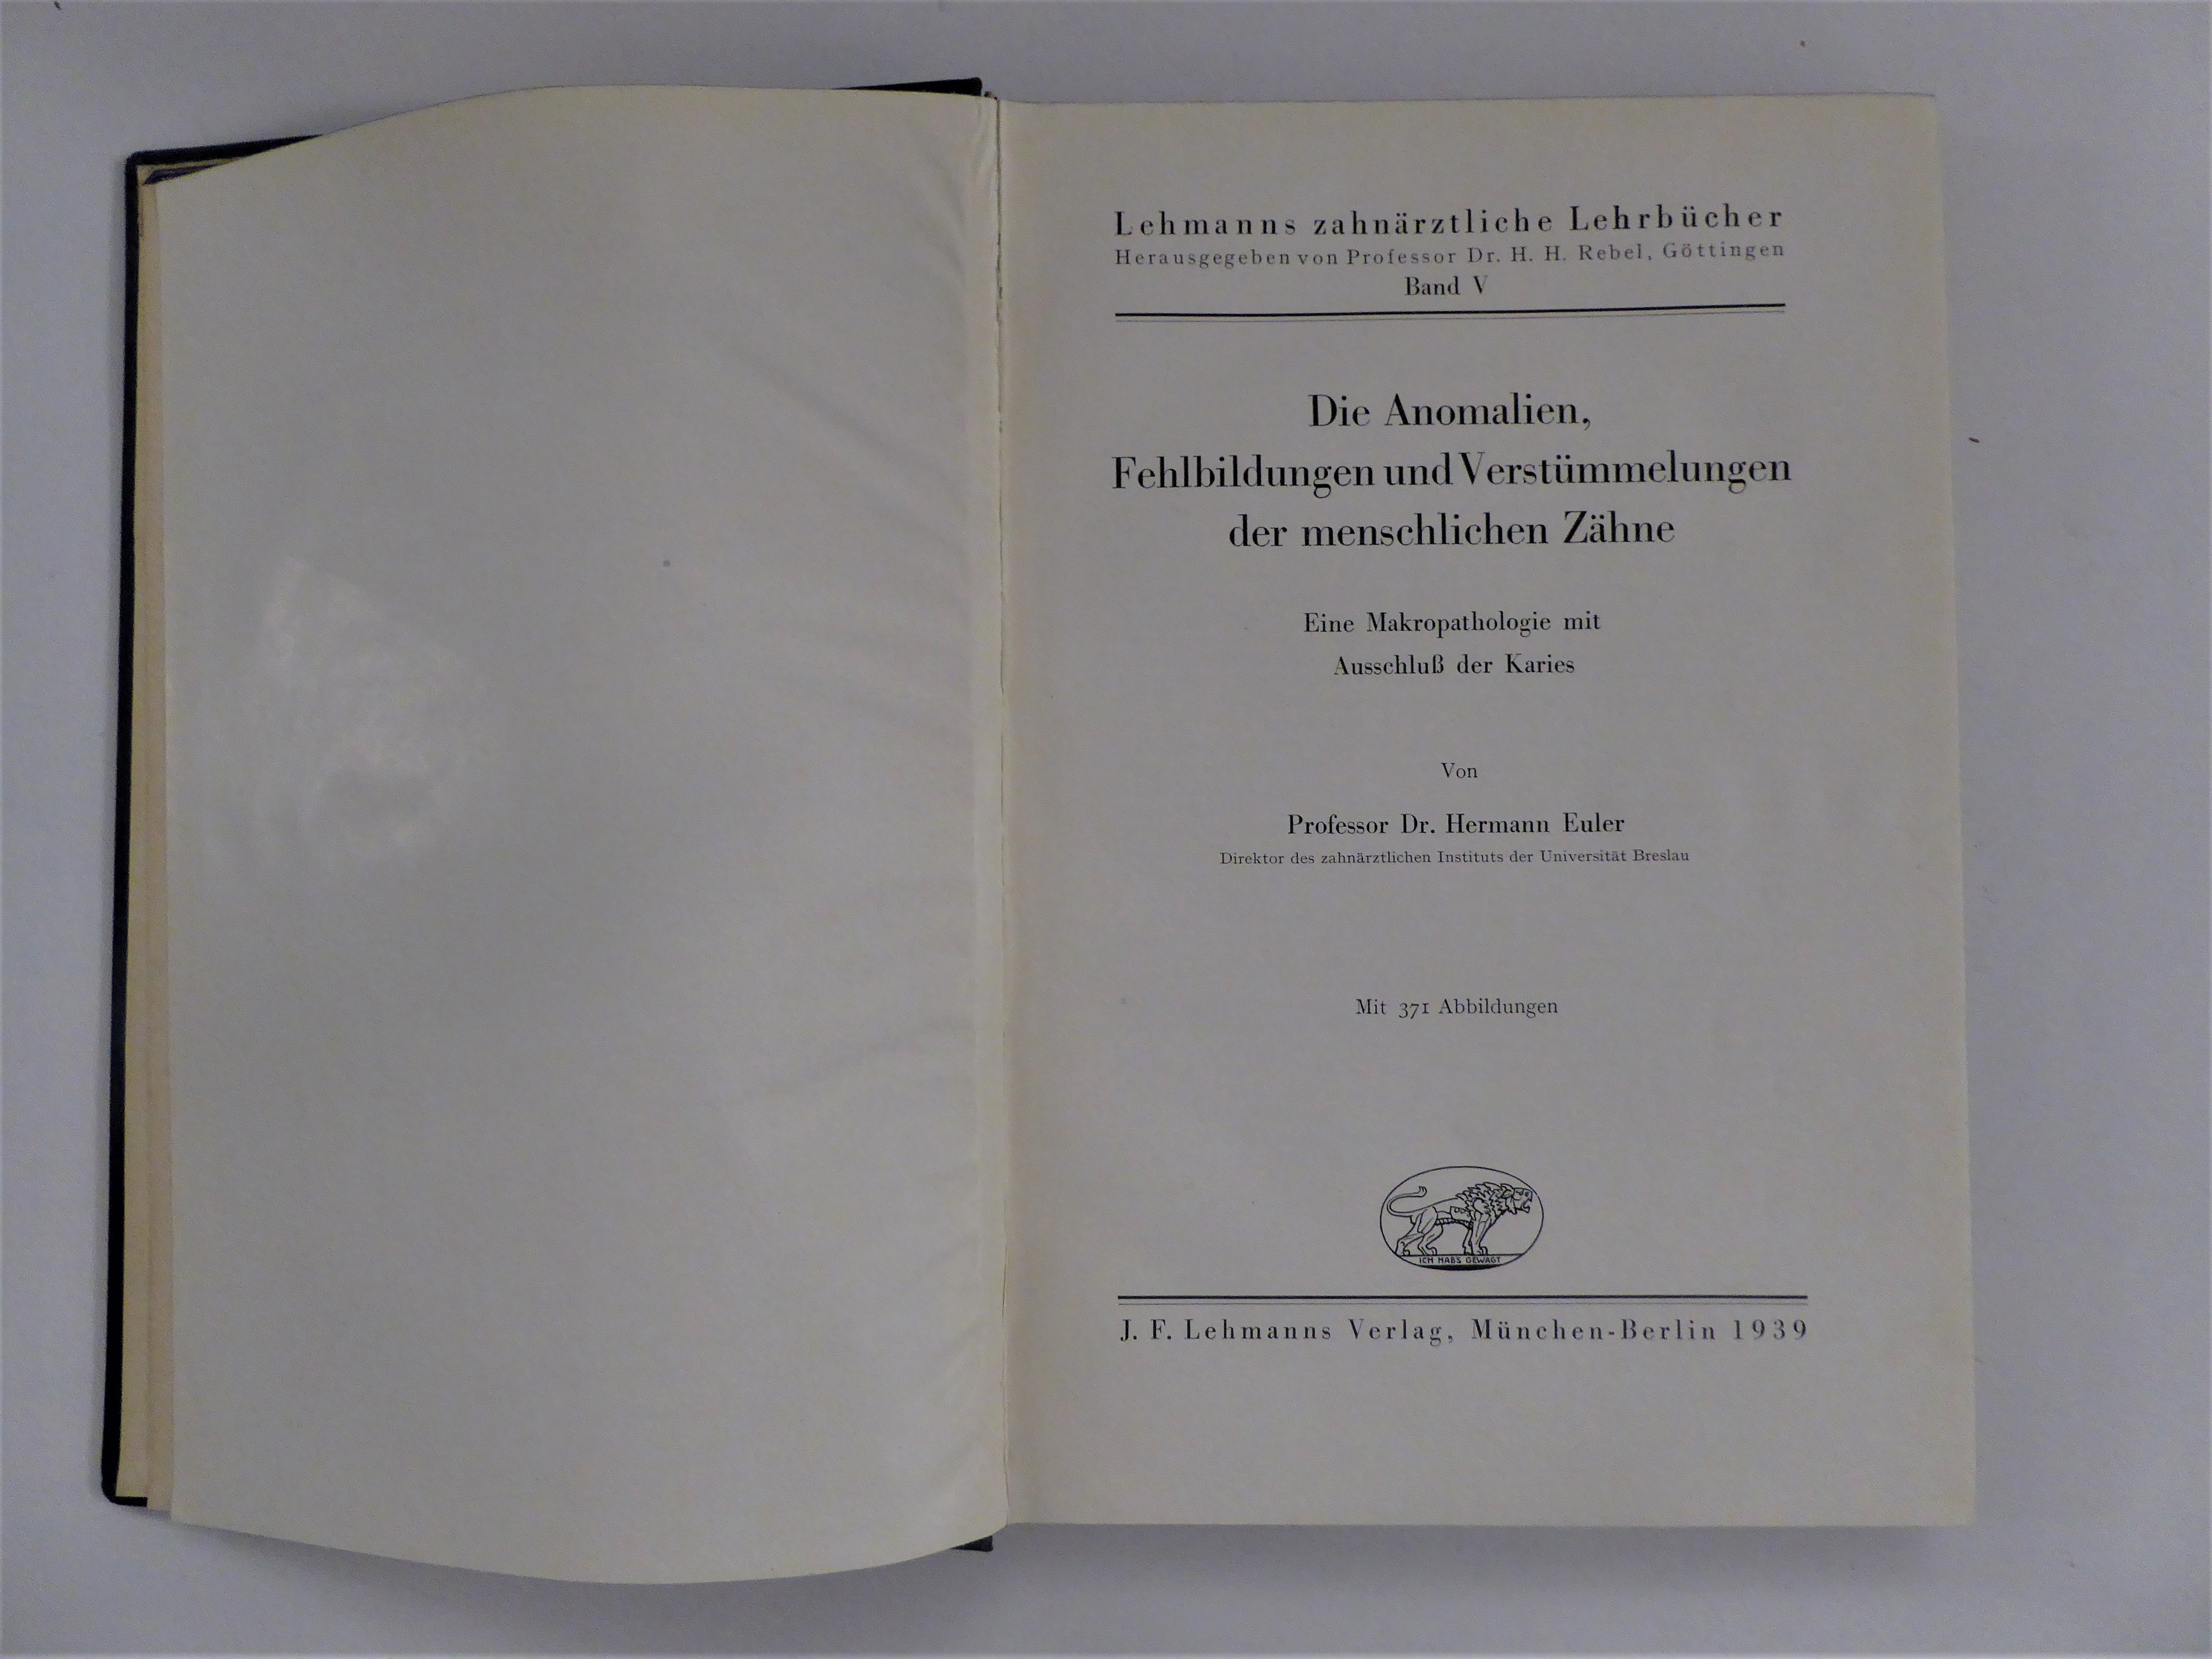 Lehmanns zahnärztliche Lehrbücher
Herausgegeben von Professor Dr. H. H. Rebel, Göttingen
Band V
Die Anomalien,
Fehlbildungen und Verstümmelungen
der menschlichen Zähne
Eine Makropathologie mit
Ausschluß der Karies
Von
Professor Dr. Hermann Euler
Direktor des zahnärztlichen Instituts der Universität Breslau
Mit 371 Abbildungen
ICH HABS GEWAGT
J. F. Lehmanns Verlag, München-Berlin 1939